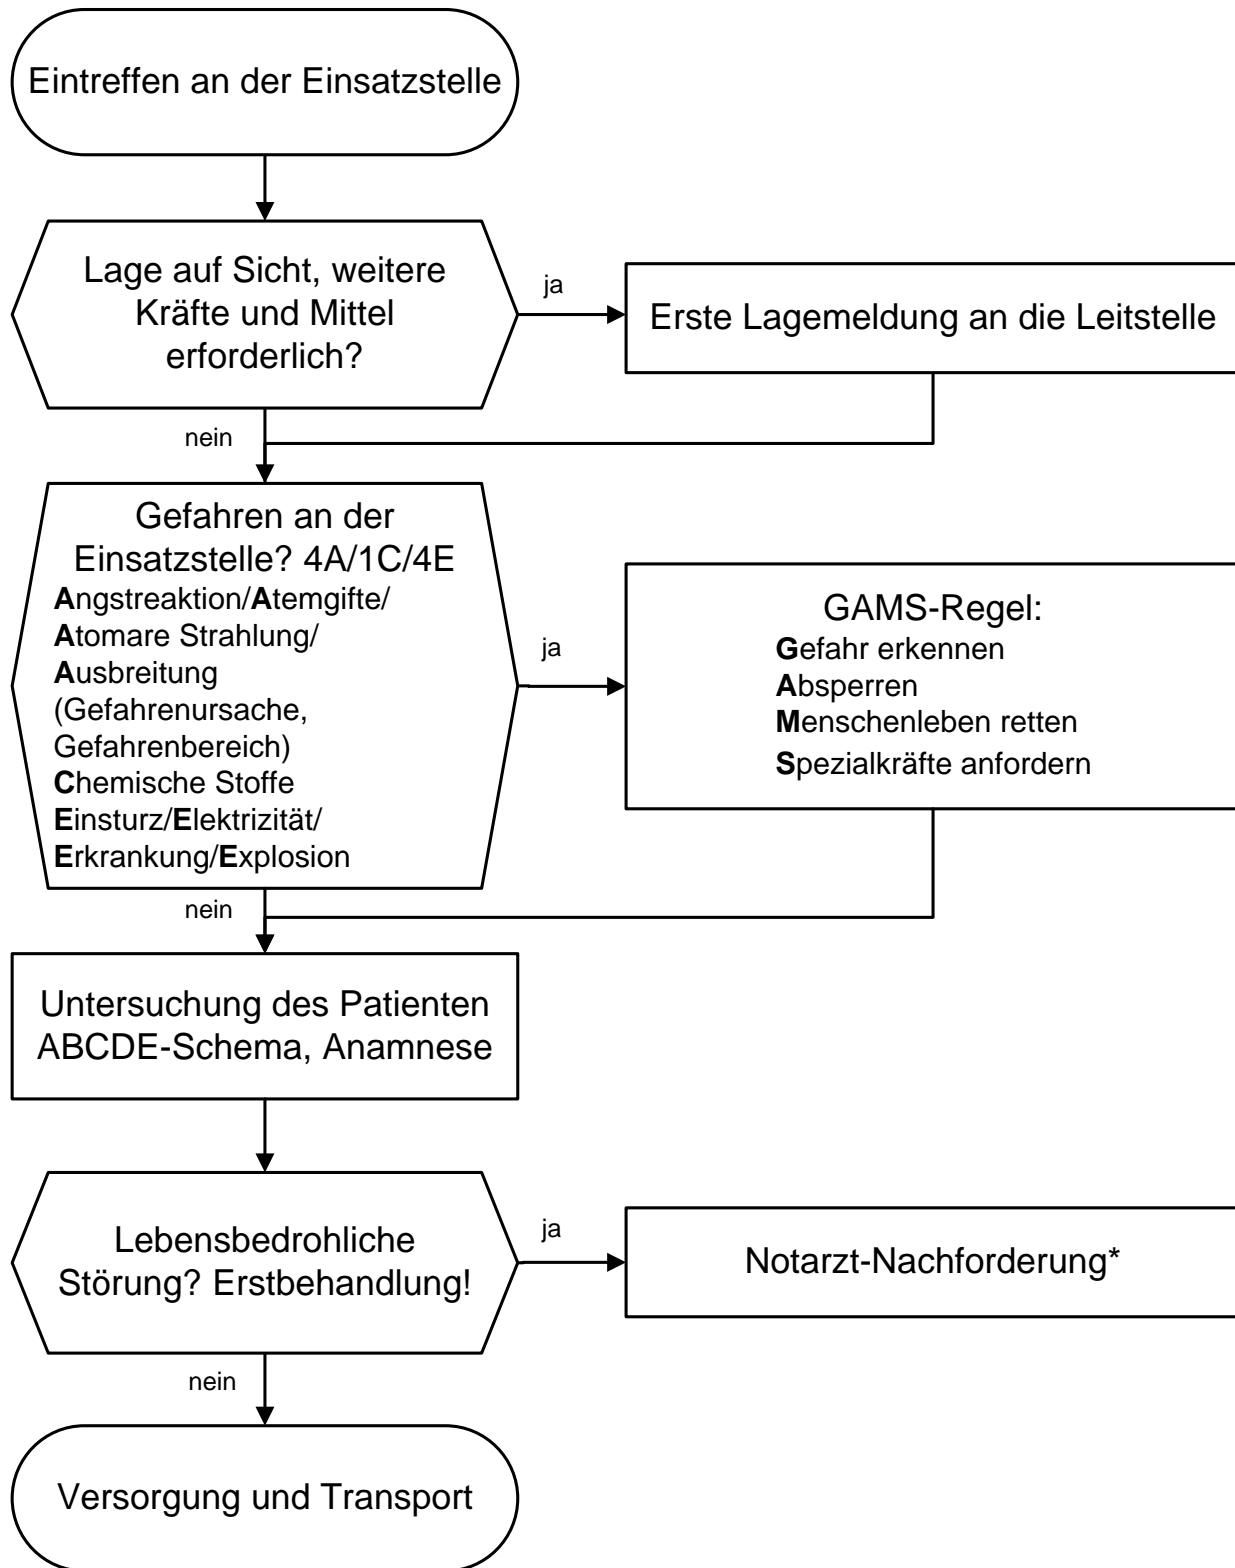 Eintreffen an der Einsatzstelle
Lage auf Sicht, weitere
Kräfte und Mittel
erforderlich?
ja
Erste Lagemeldung an die Leitstelle
nein
Gefahren an der
Einsatzstelle? 4A/1C/4E
Angstreaktion/Atemgifte/
Atomare Strahlung/
Ausbreitung
(Gefahrenursache,
Gefahrenbereich)
Chemische Stoffe
Einsturz/Elektrizität/
Erkrankung/Explosion
ja
GAMS-Regel:
Gefahr erkennen
Absperren
Menschenleben retten
Spezialkräfte anfordern
nein
Untersuchung des Patienten
ABCDE-Schema, Anamnese
Lebensbedrohliche
Störung? Erstbehandlung!
ja
Notarzt-Nachforderung*
nein
Versorgung und Transport